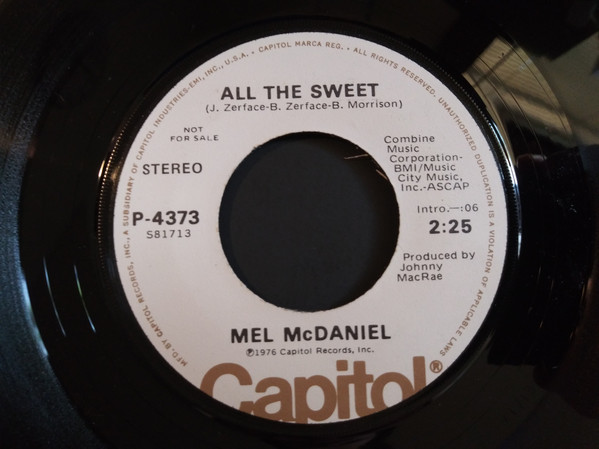 MFD. BY CAPITOL RECORDS, INC., A SUBSIDIARY OF CAPITOL INDUSTRIES-EMI, INC., U.S.A. • CAPITOL MARCA REG. • ALL RIGHTS RESERVED. UNAUTHORIZED DUPLICATION IS A VIOLATION OF APPLICABLE LAWS
ALL THE SWEET
(J. Zerface-B. Zerface-B. Morrison)
NOT
FOR SALE
STEREO
P-4373
S81713
Combine
Music
Corporation-
BMI/Music
City Music,
Inc.-ASCAP
Intro.—:06
2:25
Produced by
Johnny
MacRae
MEL McDANIEL
℗1976 Capitol Records, Inc.
Capitol®